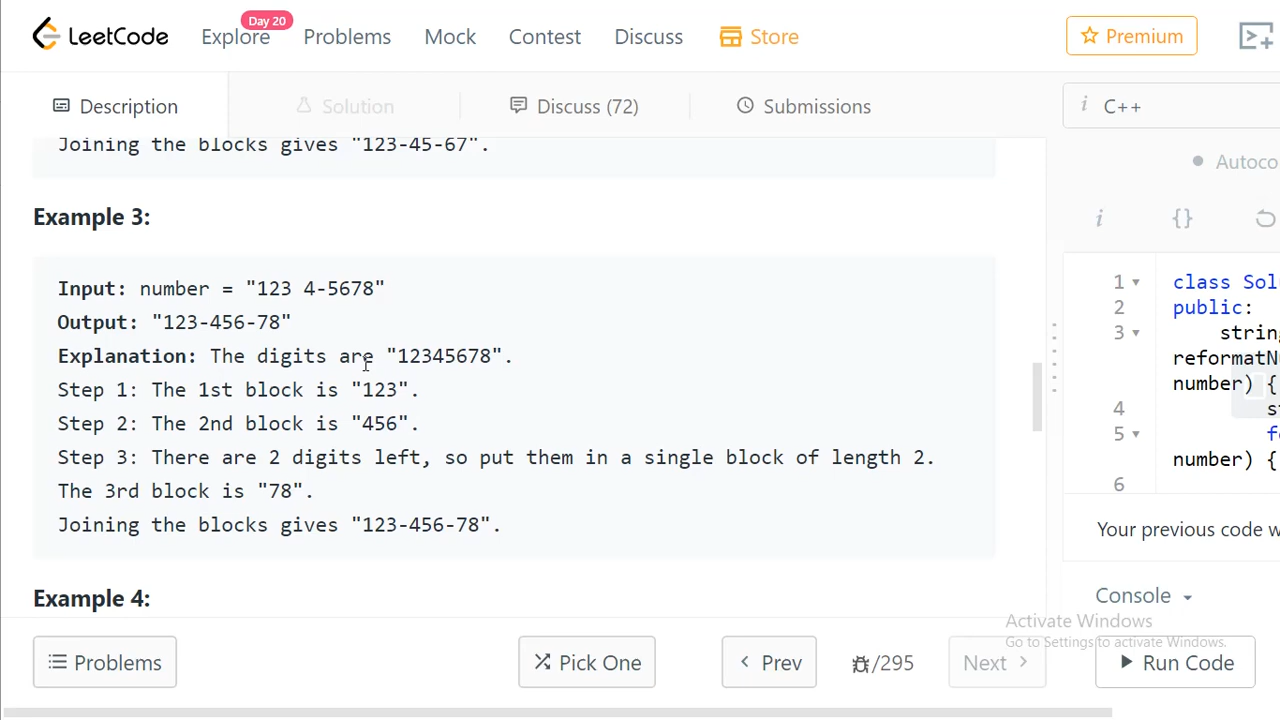 LeetCode
Day 20
Explore
Problems
Mock
Contest
Discuss
Store
Premium
Description
Solution
Discuss (72)
Submissions
i C++
Joining the blocks gives "123-45-67".
Autoco
i {}
Example 3:
Input: number = "123 4-5678"
Output: "123-456-78"
Explanation: The digits are "12345678".
Step 1: The 1st block is "123".
Step 2: The 2nd block is "456".
Step 3: There are 2 digits left, so put them in a single block of length 2.
The 3rd block is "78".
Joining the blocks gives "123-456-78".
Example 4:
1 class Sol
2 public:
3 string
reformatNu
number) {
4 st
5 fo
number) {
6
Your previous code w
Console
Activate Windows
Go to Settings to activate Windows.
Problems
Pick One
Prev
/295
Next
Run Code